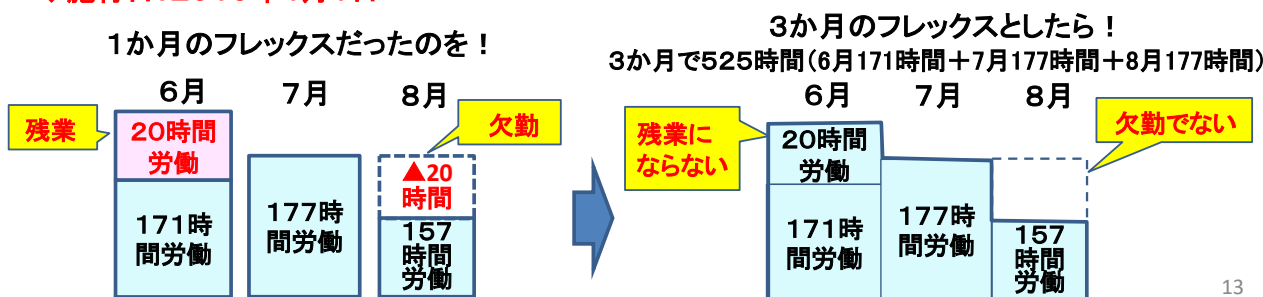 1か月のフレックスだったのを！
6月
7月
8月
残業
20時間
労働
欠勤
▲20
時間
171時
間労働
177時
間労働
157
時間
労働
3か月のフレックスとしたら！
3か月で525時間(6月171時間＋7月177時間＋8月177時間)
6月
7月
8月
残業に
ならない
20時間
労働
欠勤でない
171時
間労働
177時
間労働
157
時間
労働
13